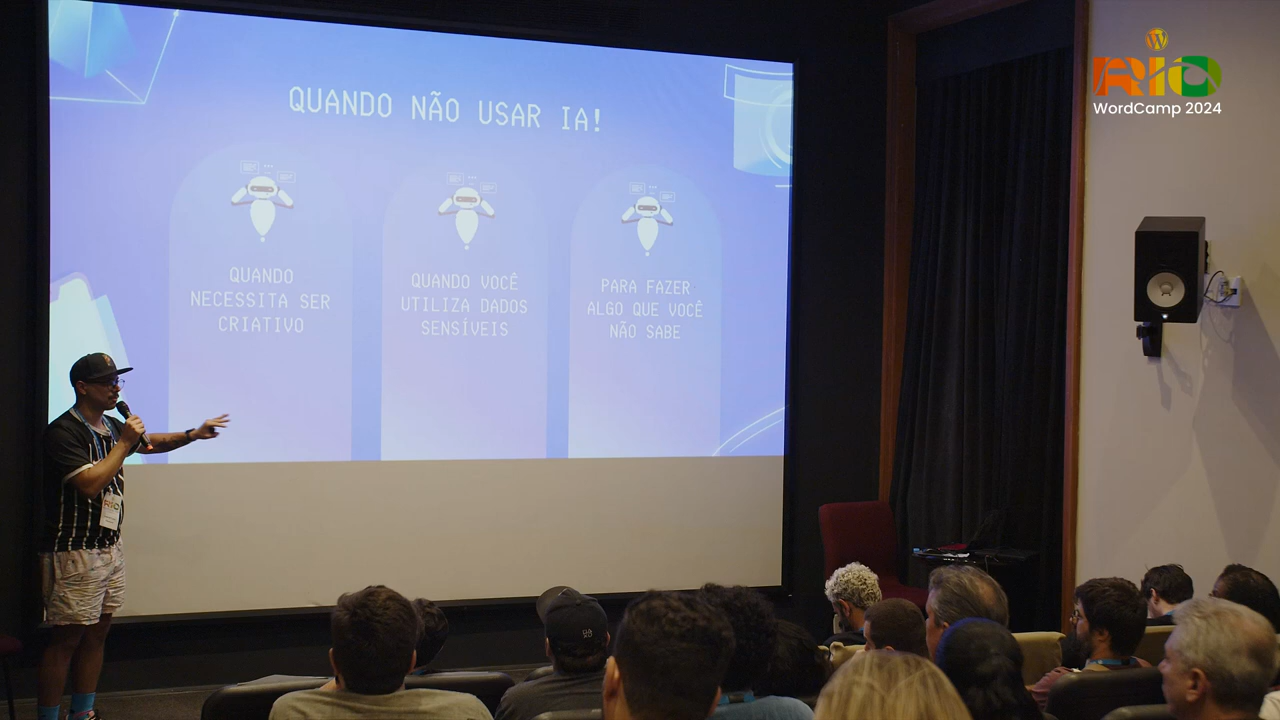 QUANDO NÃO USAR IA!
QUANDO
NECESSITA SER
CRIATIVO
QUANDO VOCÊ
UTILIZA DADOS
SENSÍVEIS
PARA FAZER
ALGO QUE VOCÊ
NÃO SABE
RIO
WordCamp 2024
RIO